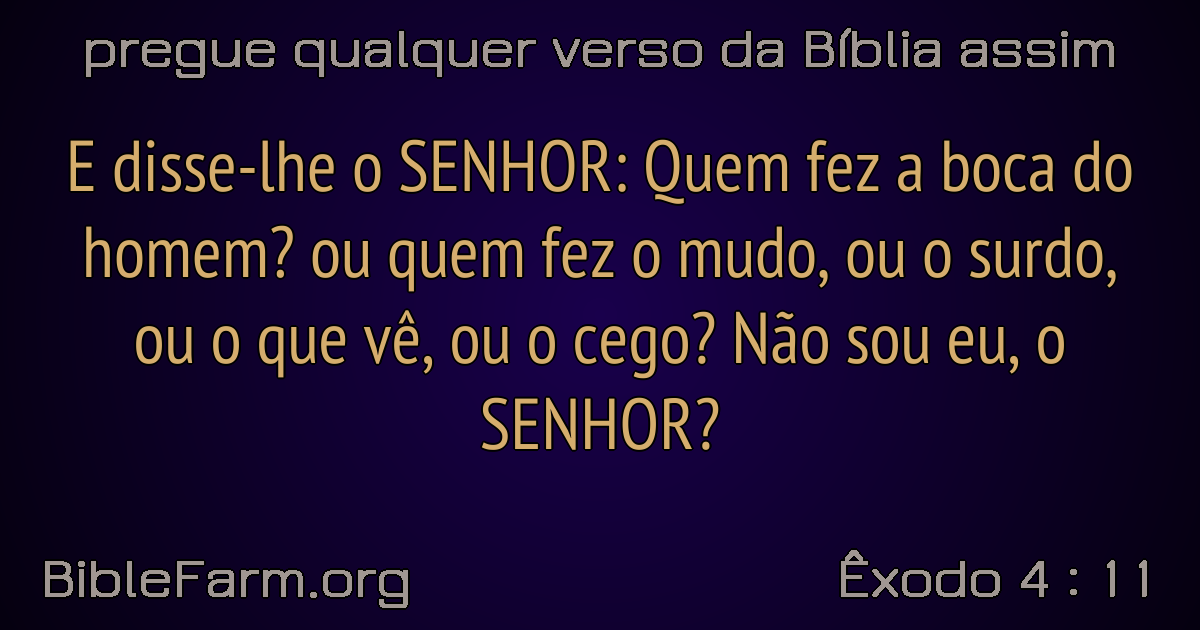 pregue qualquer verso da Bíblia assim
E disse-lhe o SENHOR: Quem fez a boca do
homem? ou quem fez o mudo, ou o surdo,
ou o que vê, ou o cego? Não sou eu, o
SENHOR?
BibleFarm.org
Êxodo 4 : 11